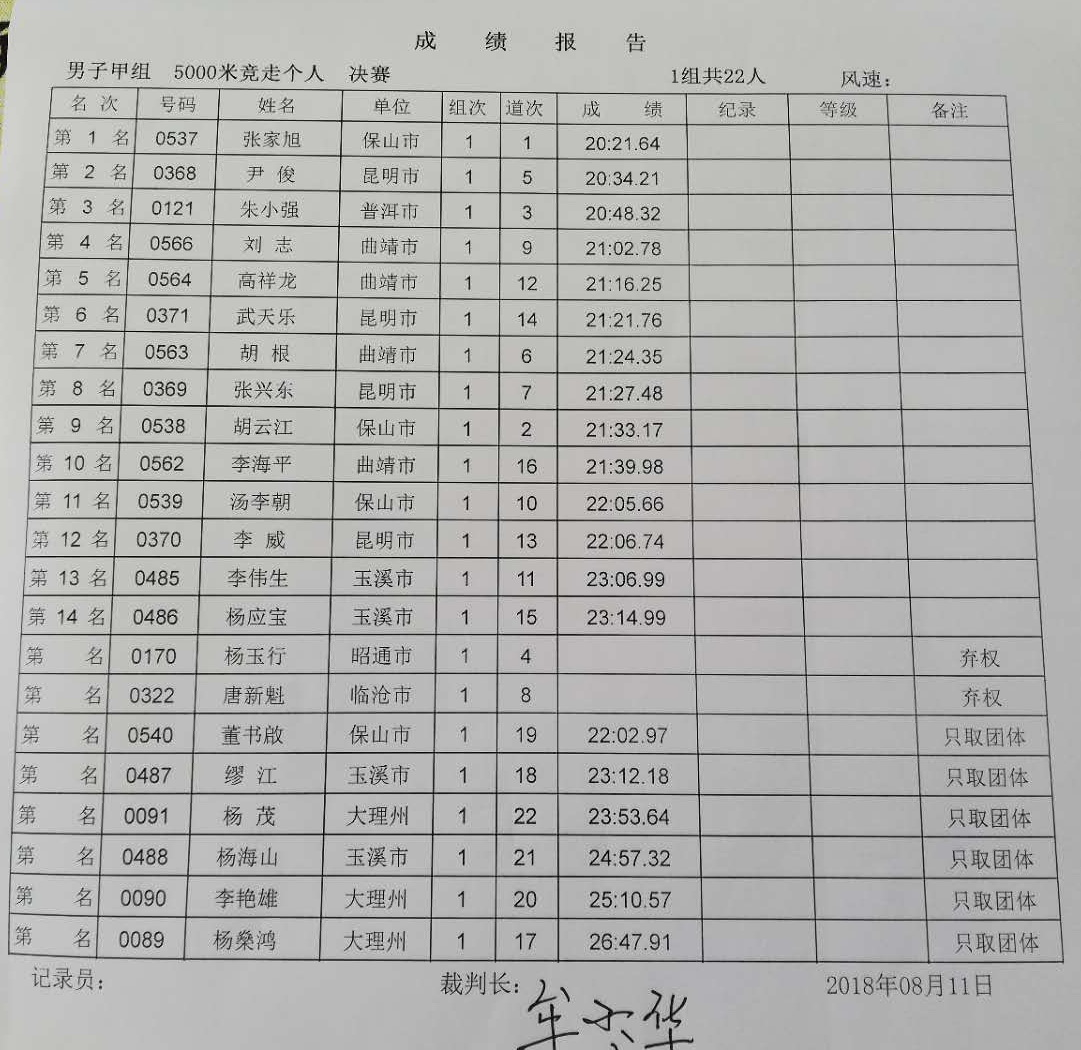 成 绩 报 告
男子甲组 5000米竞走个人 决赛 1组共22人 风速:
名 次 号码 姓名 单位 组次 道次 成 绩 纪录 等级 备注
第 1 名 0537 张家旭 保山市 1 1 20:21.64
第 2 名 0368 尹 俊 昆明市 1 5 20:34.21
第 3 名 0121 朱小强 普洱市 1 3 20:48.32
第 4 名 0566 刘 志 曲靖市 1 9 21:02.78
第 5 名 0564 高祥龙 曲靖市 1 12 21:16.25
第 6 名 0371 武天乐 昆明市 1 14 21:21.76
第 7 名 0563 胡 根 曲靖市 1 6 21:24.35
第 8 名 0369 张兴东 昆明市 1 7 21:27.48
第 9 名 0538 胡云江 保山市 1 2 21:33.17
第 10 名 0562 李海平 曲靖市 1 16 21:39.98
第 11 名 0539 汤李朝 保山市 1 10 22:05.66
第 12 名 0370 李 威 昆明市 1 13 22:06.74
第 13 名 0485 李伟生 玉溪市 1 11 23:06.99
第 14 名 0486 杨应宝 玉溪市 1 15 23:14.99
第 名 0170 杨玉行 昭通市 1 4 弃权
第 名 0322 唐新魁 临沧市 1 8 弃权
第 名 0540 董书啟 保山市 1 19 22:02.97 只取团体
第 名 0487 缪 江 玉溪市 1 18 23:12.18 只取团体
第 名 0091 杨 茂 大理州 1 22 23:53.64 只取团体
第 名 0488 杨海山 玉溪市 1 21 24:57.32 只取团体
第 名 0090 李艳雄 大理州 1 20 25:10.57 只取团体
第 名 0089 杨燊鸿 大理州 1 17 26:47.91 只取团体
记录员: 裁判长: 2018年08月11日